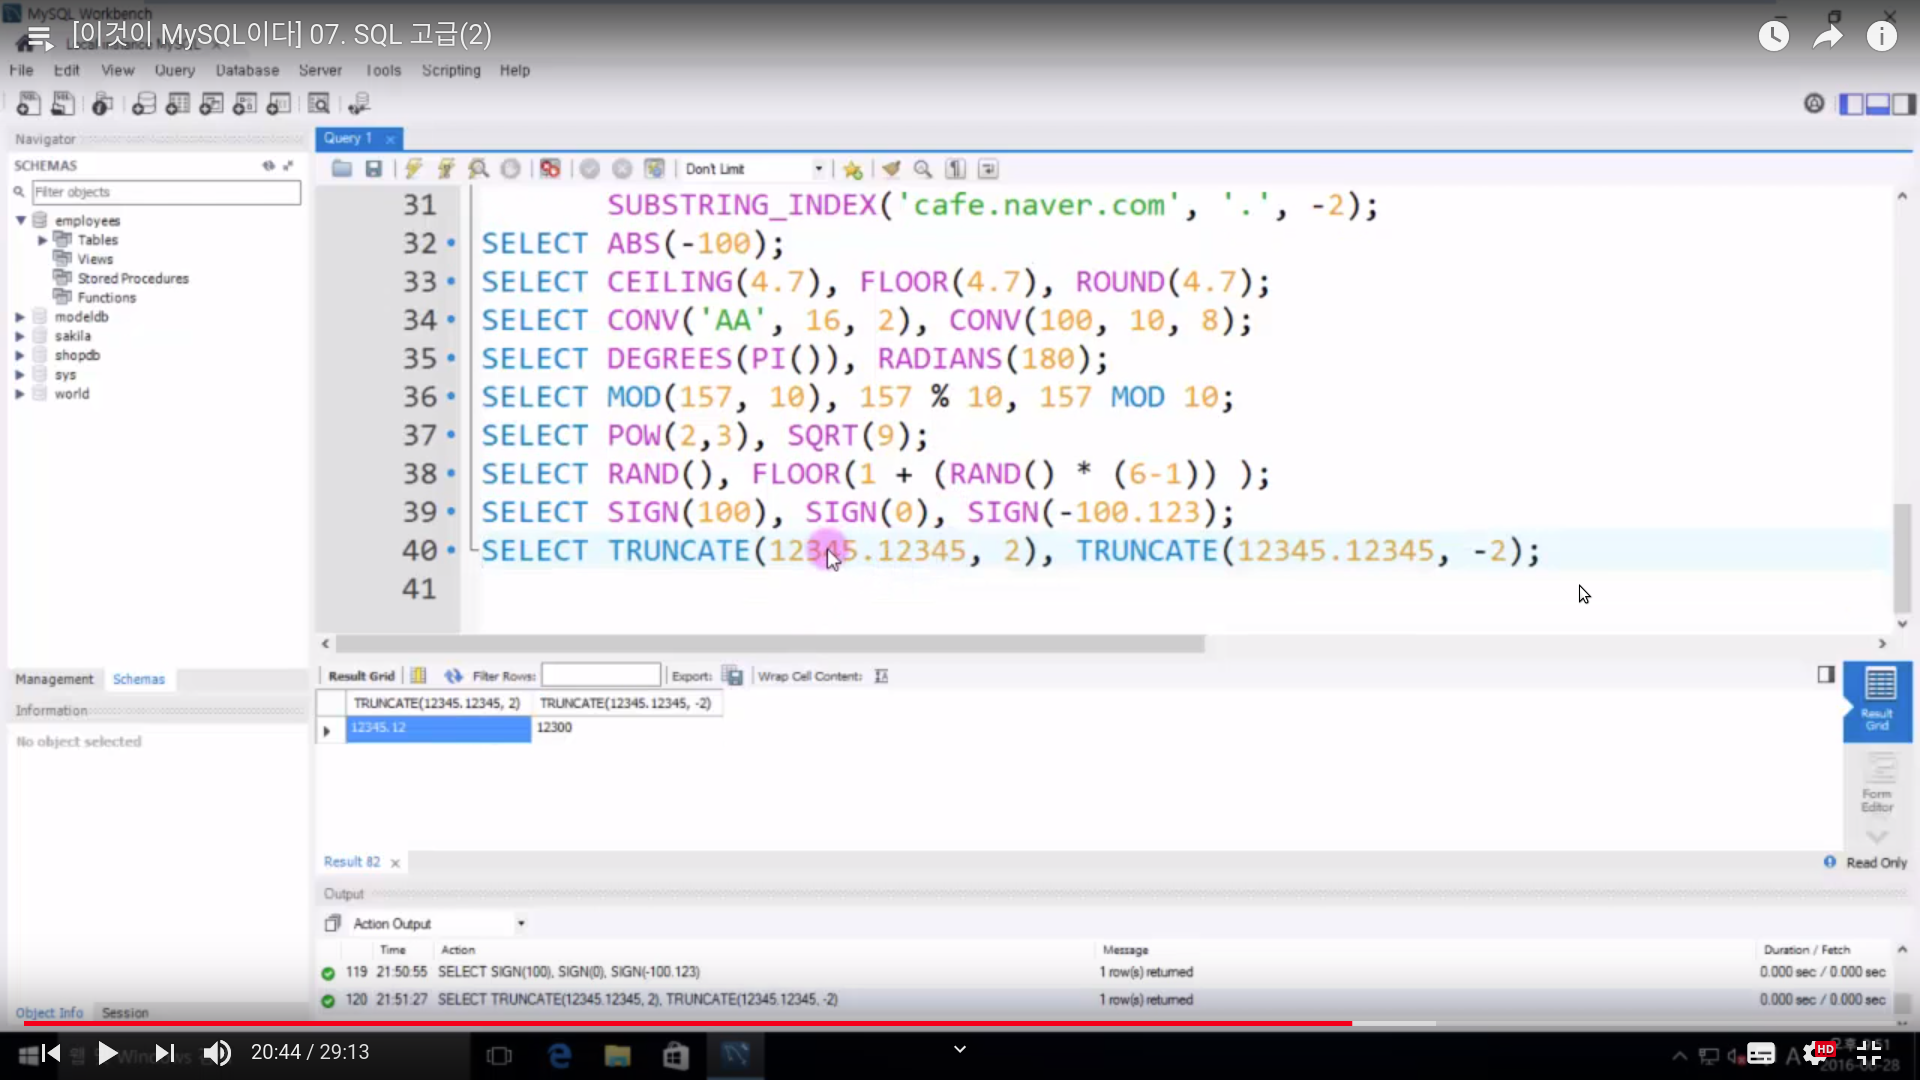 MySQL Workbench
[이것이 MySQL이다] 07. SQL 고급(2)
File Edit View Query Database Server Tools Scripting Help
Navigator
SCHEMAS
Filter objects
employees
Tables
Views
Stored Procedures
Functions
modeldb
sakila
shopdb
sys
world
Management Schemas
Information
No object selected
Object Info Session
Query 1
Don't Limit
31 SUBSTRING_INDEX('cafe.naver.com', '.', -2);
32 SELECT ABS(-100);
33 SELECT CEILING(4.7), FLOOR(4.7), ROUND(4.7);
34 SELECT CONV('AA', 16, 2), CONV(100, 10, 8);
35 SELECT DEGREES(PI()), RADIANS(180);
36 SELECT MOD(157, 10), 157 % 10, 157 MOD 10;
37 SELECT POW(2,3), SQRT(9);
38 SELECT RAND(), FLOOR(1 + (RAND() * (6-1)) );
39 SELECT SIGN(100), SIGN(0), SIGN(-100.123);
40 SELECT TRUNCATE(12345.12345, 2), TRUNCATE(12345.12345, -2);
41
Result Grid Filter Rows: Export: Wrap Cell Content:
TRUNCATE(12345.12345, 2) TRUNCATE(12345.12345, -2)
12345.12 12300
Result Grid
Form Editor
Result 82
Read Only
Output
Action Output
Time Action Message Duration / Fetch
119 21:50:55 SELECT SIGN(100), SIGN(0), SIGN(-100.123) 1 row(s) returned 0.000 sec / 0.000 sec
120 21:51:27 SELECT TRUNCATE(12345.12345, 2), TRUNCATE(12345.12345, -2) 1 row(s) returned 0.000 sec / 0.000 sec
20:44 / 29:13
HD